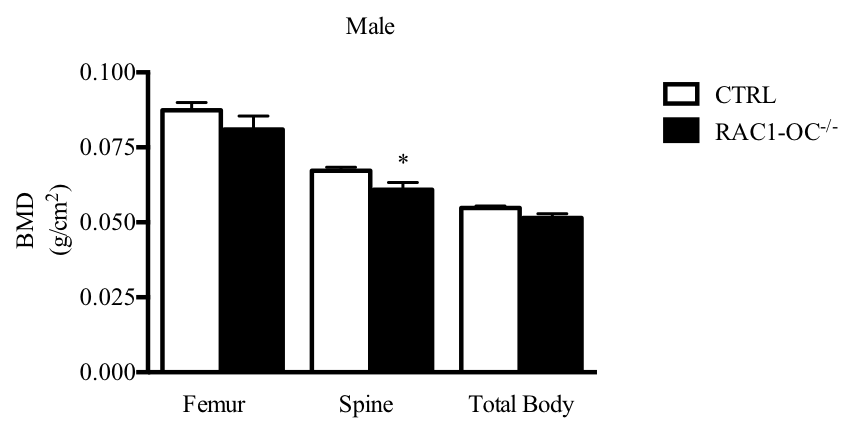 Male
0.100
0.075
0.050
0.025
0.000
BMD
(g/cm²)
*
Femur
Spine
Total Body
CTRL
RAC1-OC⁻/⁻